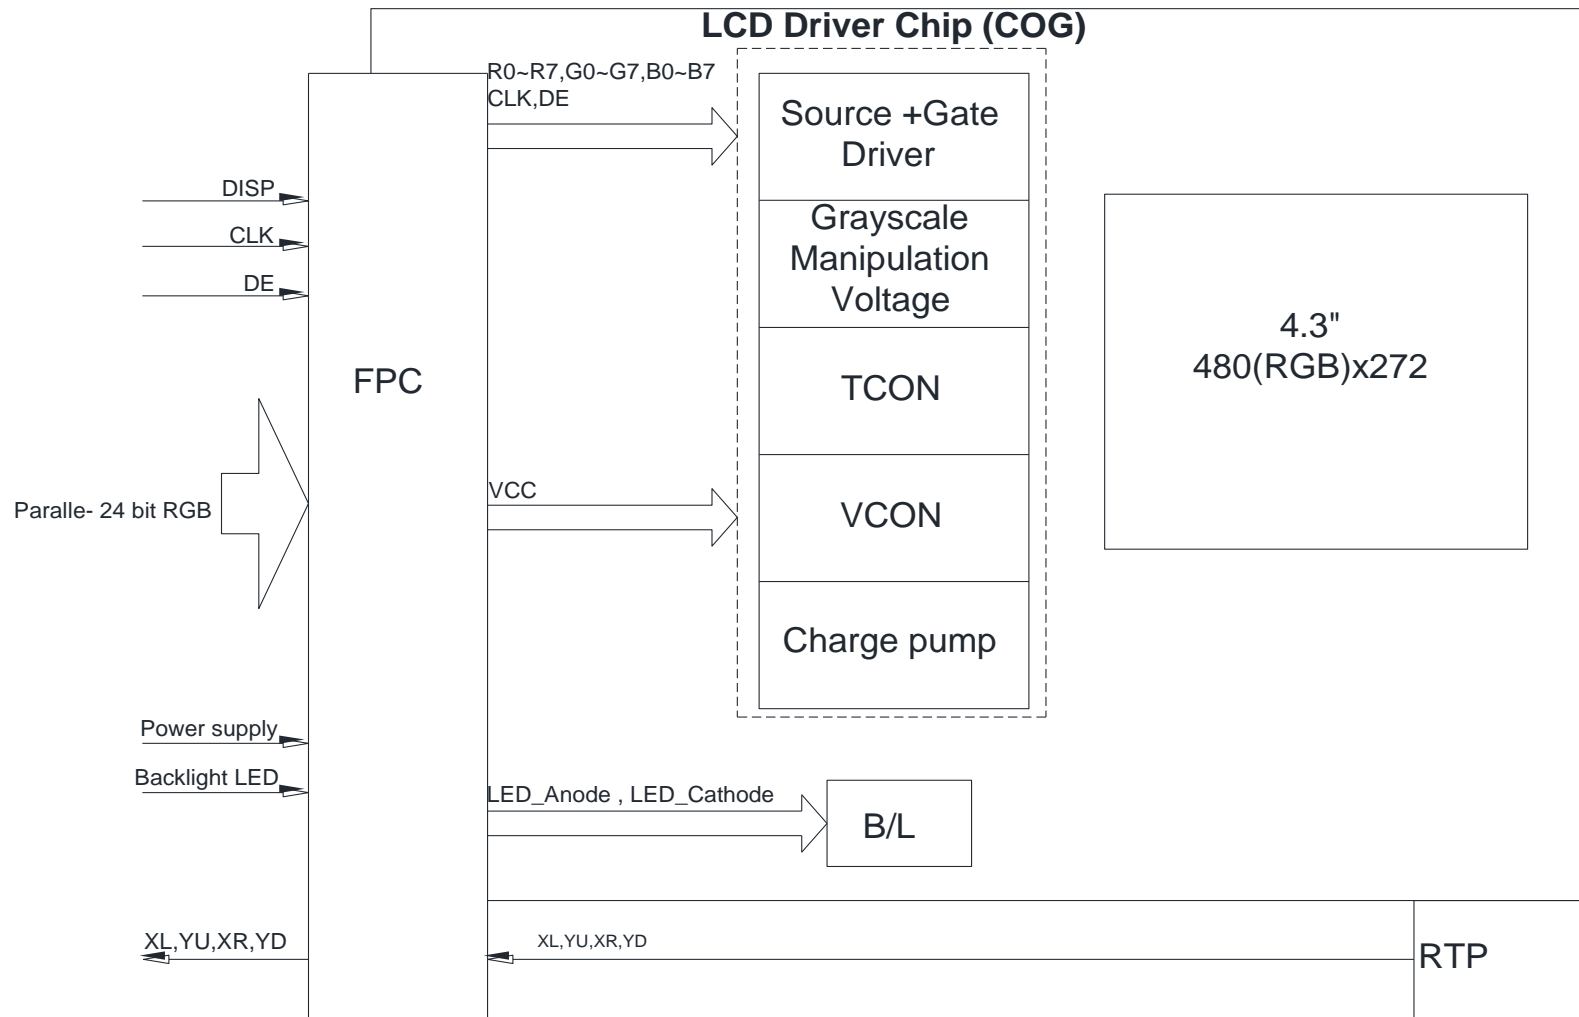 LCD Driver Chip (COG)
R0~R7,G0~G7,B0~B7
CLK,DE
Source +Gate
Driver
DISP
CLK
DE
Grayscale
Manipulation
Voltage
4.3"
480(RGB)x272
FPC
TCON
Paralle- 24 bit RGB
VCC
VCON
Charge pump
Power supply
Backlight LED
LED_Anode , LED_Cathode
B/L
XL,YU,XR,YD
XL,YU,XR,YD
RTP